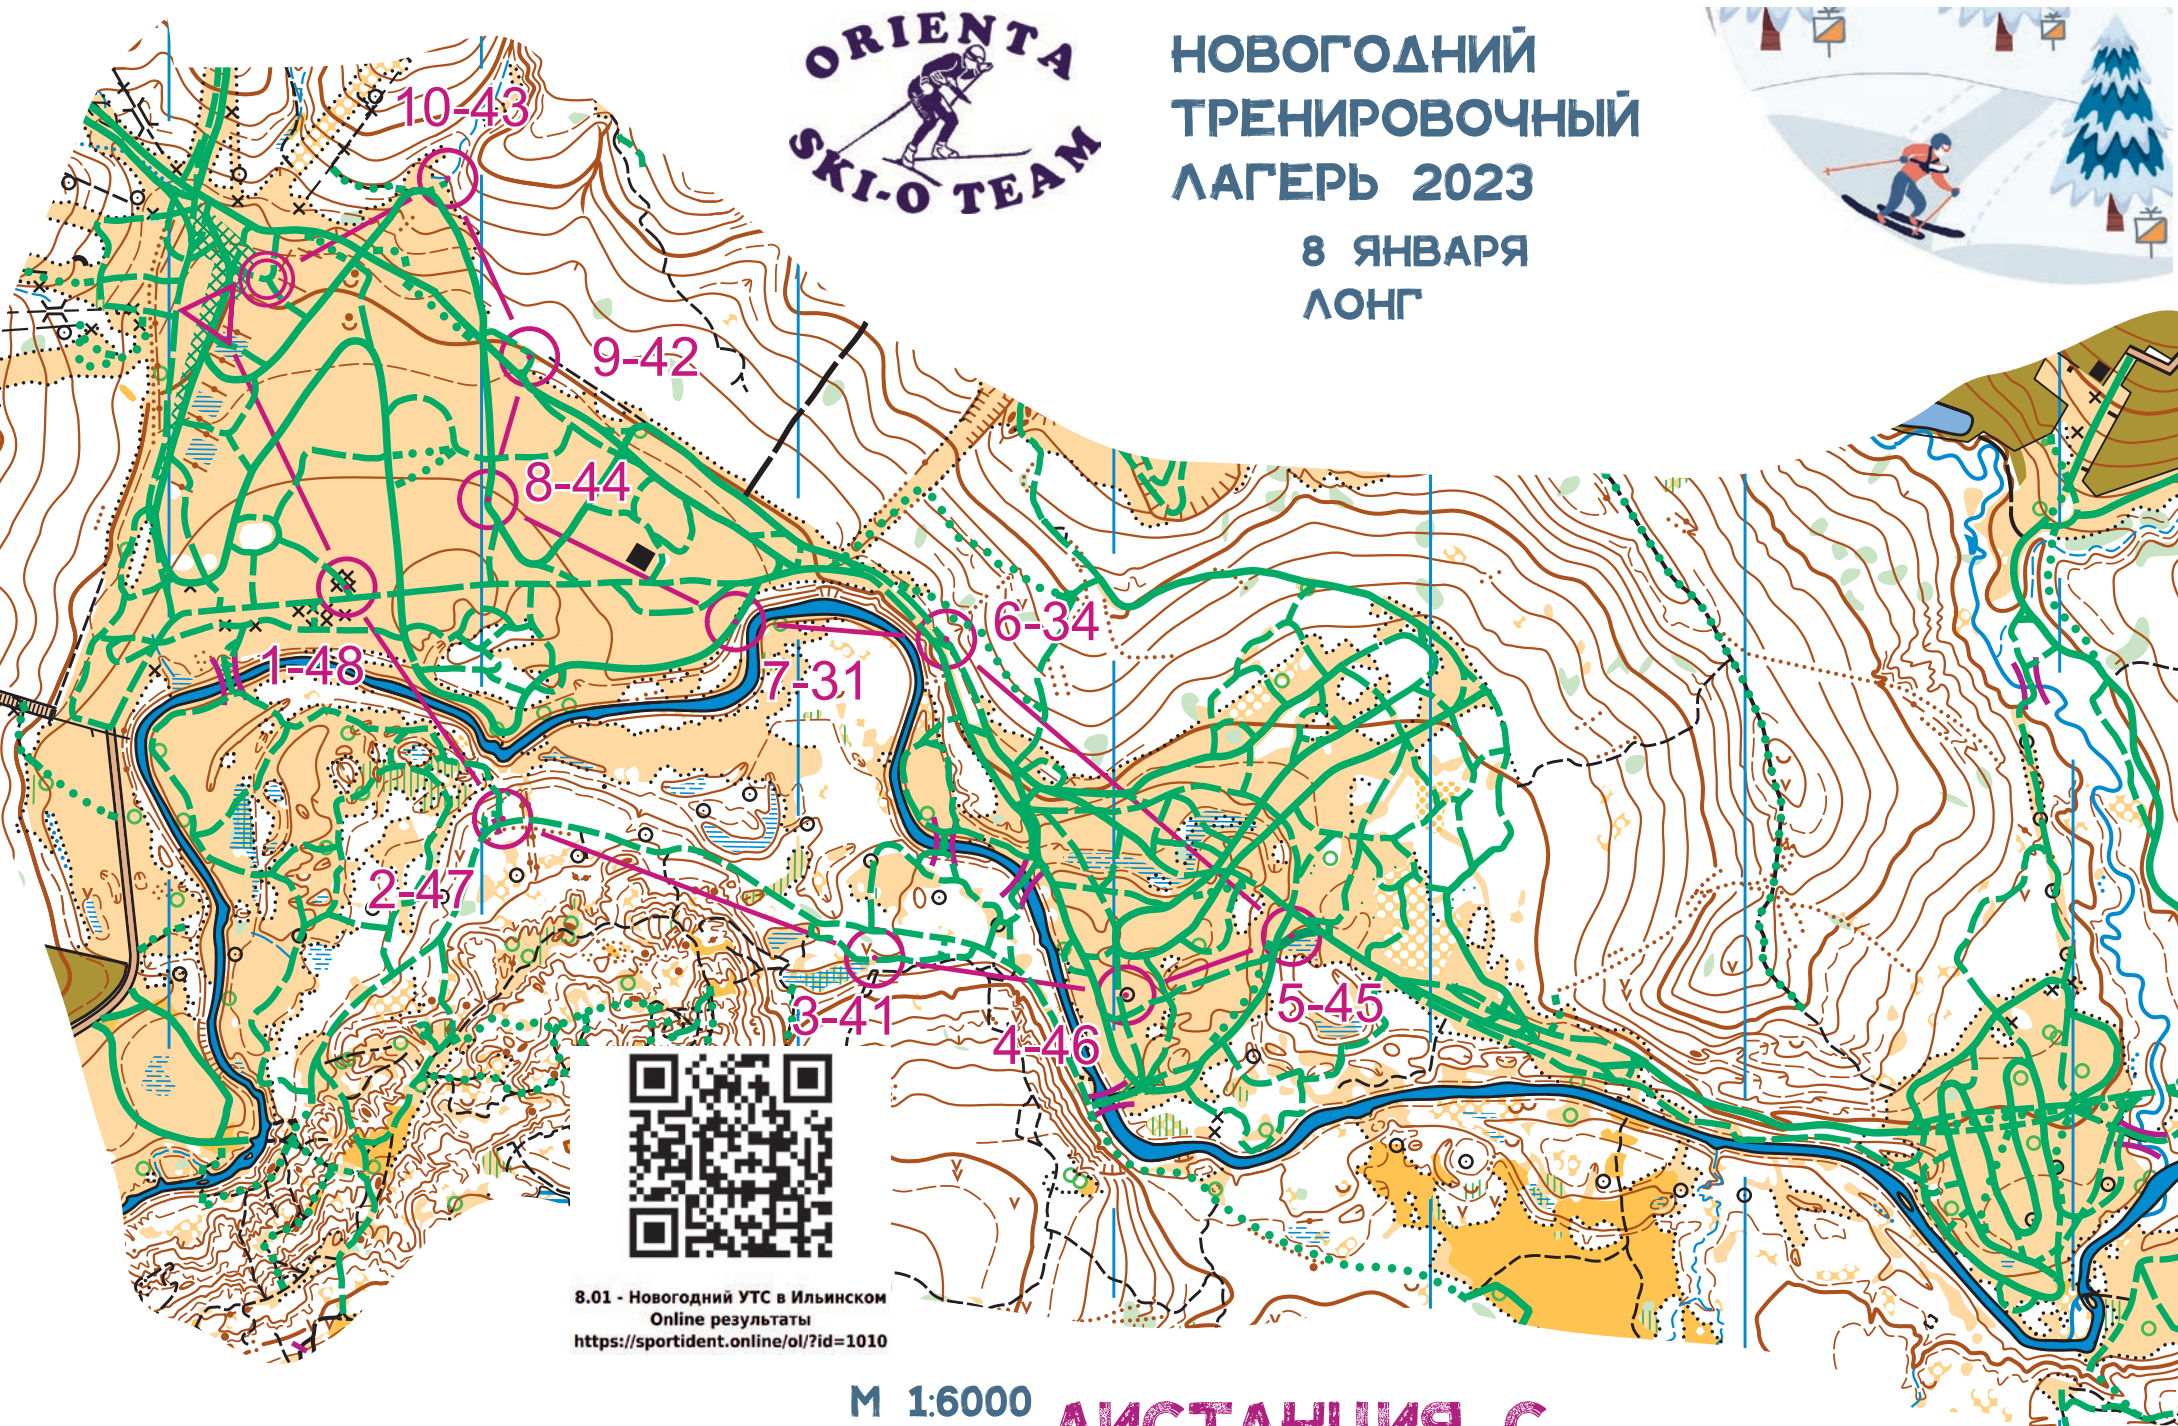 ORIENTA
SKI-O TEAM
НОВОГОДНИЙ
ТРЕНИРОВОЧНЫЙ
ЛАГЕРЬ 2023
8 ЯНВАРЯ
ЛОНГ
10-43
9-42
8-44
6-34
7-31
1-48
2-47
3-41
4-46
5-45
8.01 - Новогодний УТС в Ильинском
Online результаты
https://sportident.online/ol/?id=1010
М 1:6000
ДИСТАНЦИЯ С